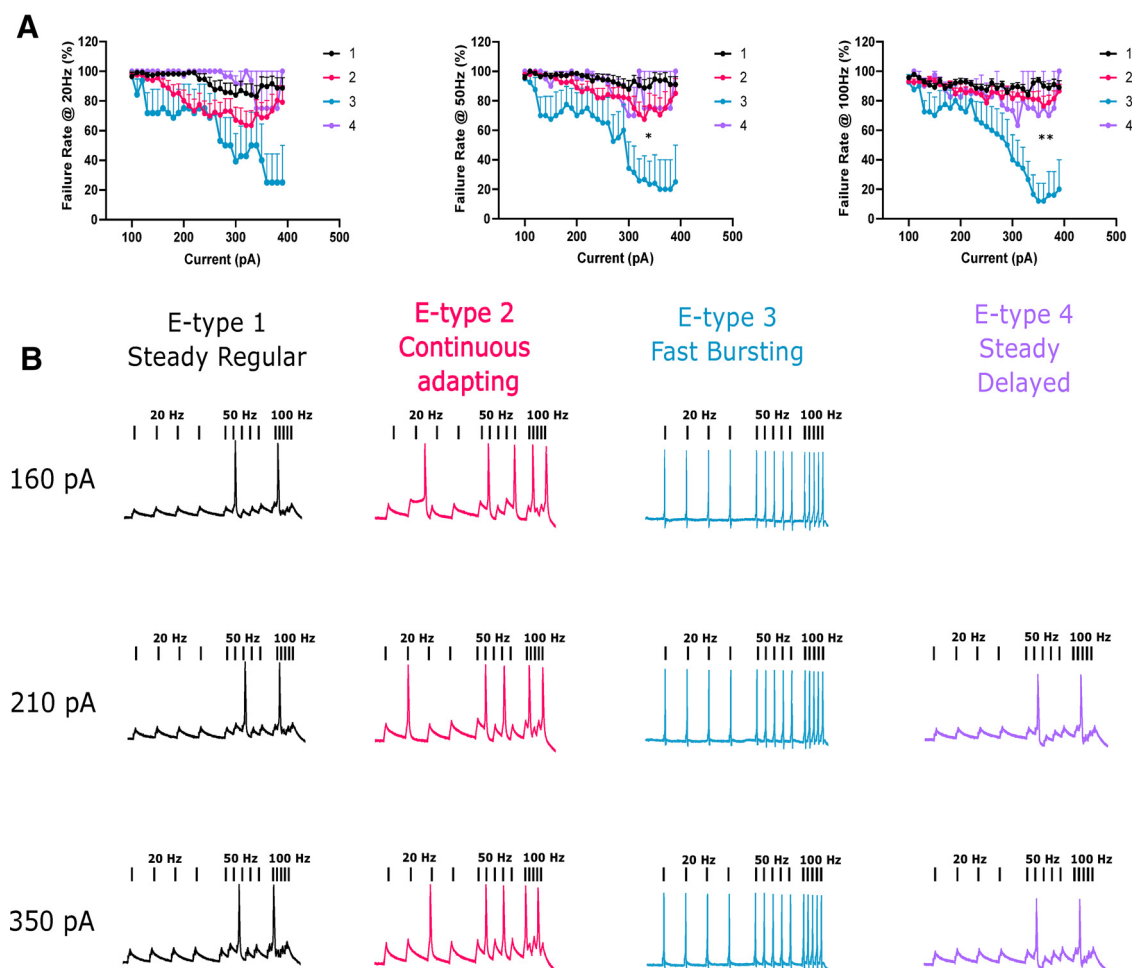 A
Failure Rate @ 20Hz (%)
120
100
80
60
40
20
0
100 200 300 400 500
Current (pA)
1
2
3
4
Failure Rate @ 50Hz (%)
120
100
80
60
40
20
0
*
100 200 300 400 500
Current (pA)
1
2
3
4
Failure Rate @ 100Hz (%)
120
100
80
60
40
20
0
**
100 200 300 400 500
Current (pA)
1
2
3
4
B
E-type 1
Steady Regular
E-type 2
Continuous
adapting
E-type 3
Fast Bursting
E-type 4
Steady
Delayed
160 pA
20 Hz 50 Hz 100 Hz
20 Hz 50 Hz 100 Hz
20 Hz 50 Hz 100 Hz
210 pA
20 Hz 50 Hz 100 Hz
20 Hz 50 Hz 100 Hz
20 Hz 50 Hz 100 Hz
20 Hz 50 Hz 100 Hz
350 pA
20 Hz 50 Hz 100 Hz
20 Hz 50 Hz 100 Hz
20 Hz 50 Hz 100 Hz
20 Hz 50 Hz 100 Hz